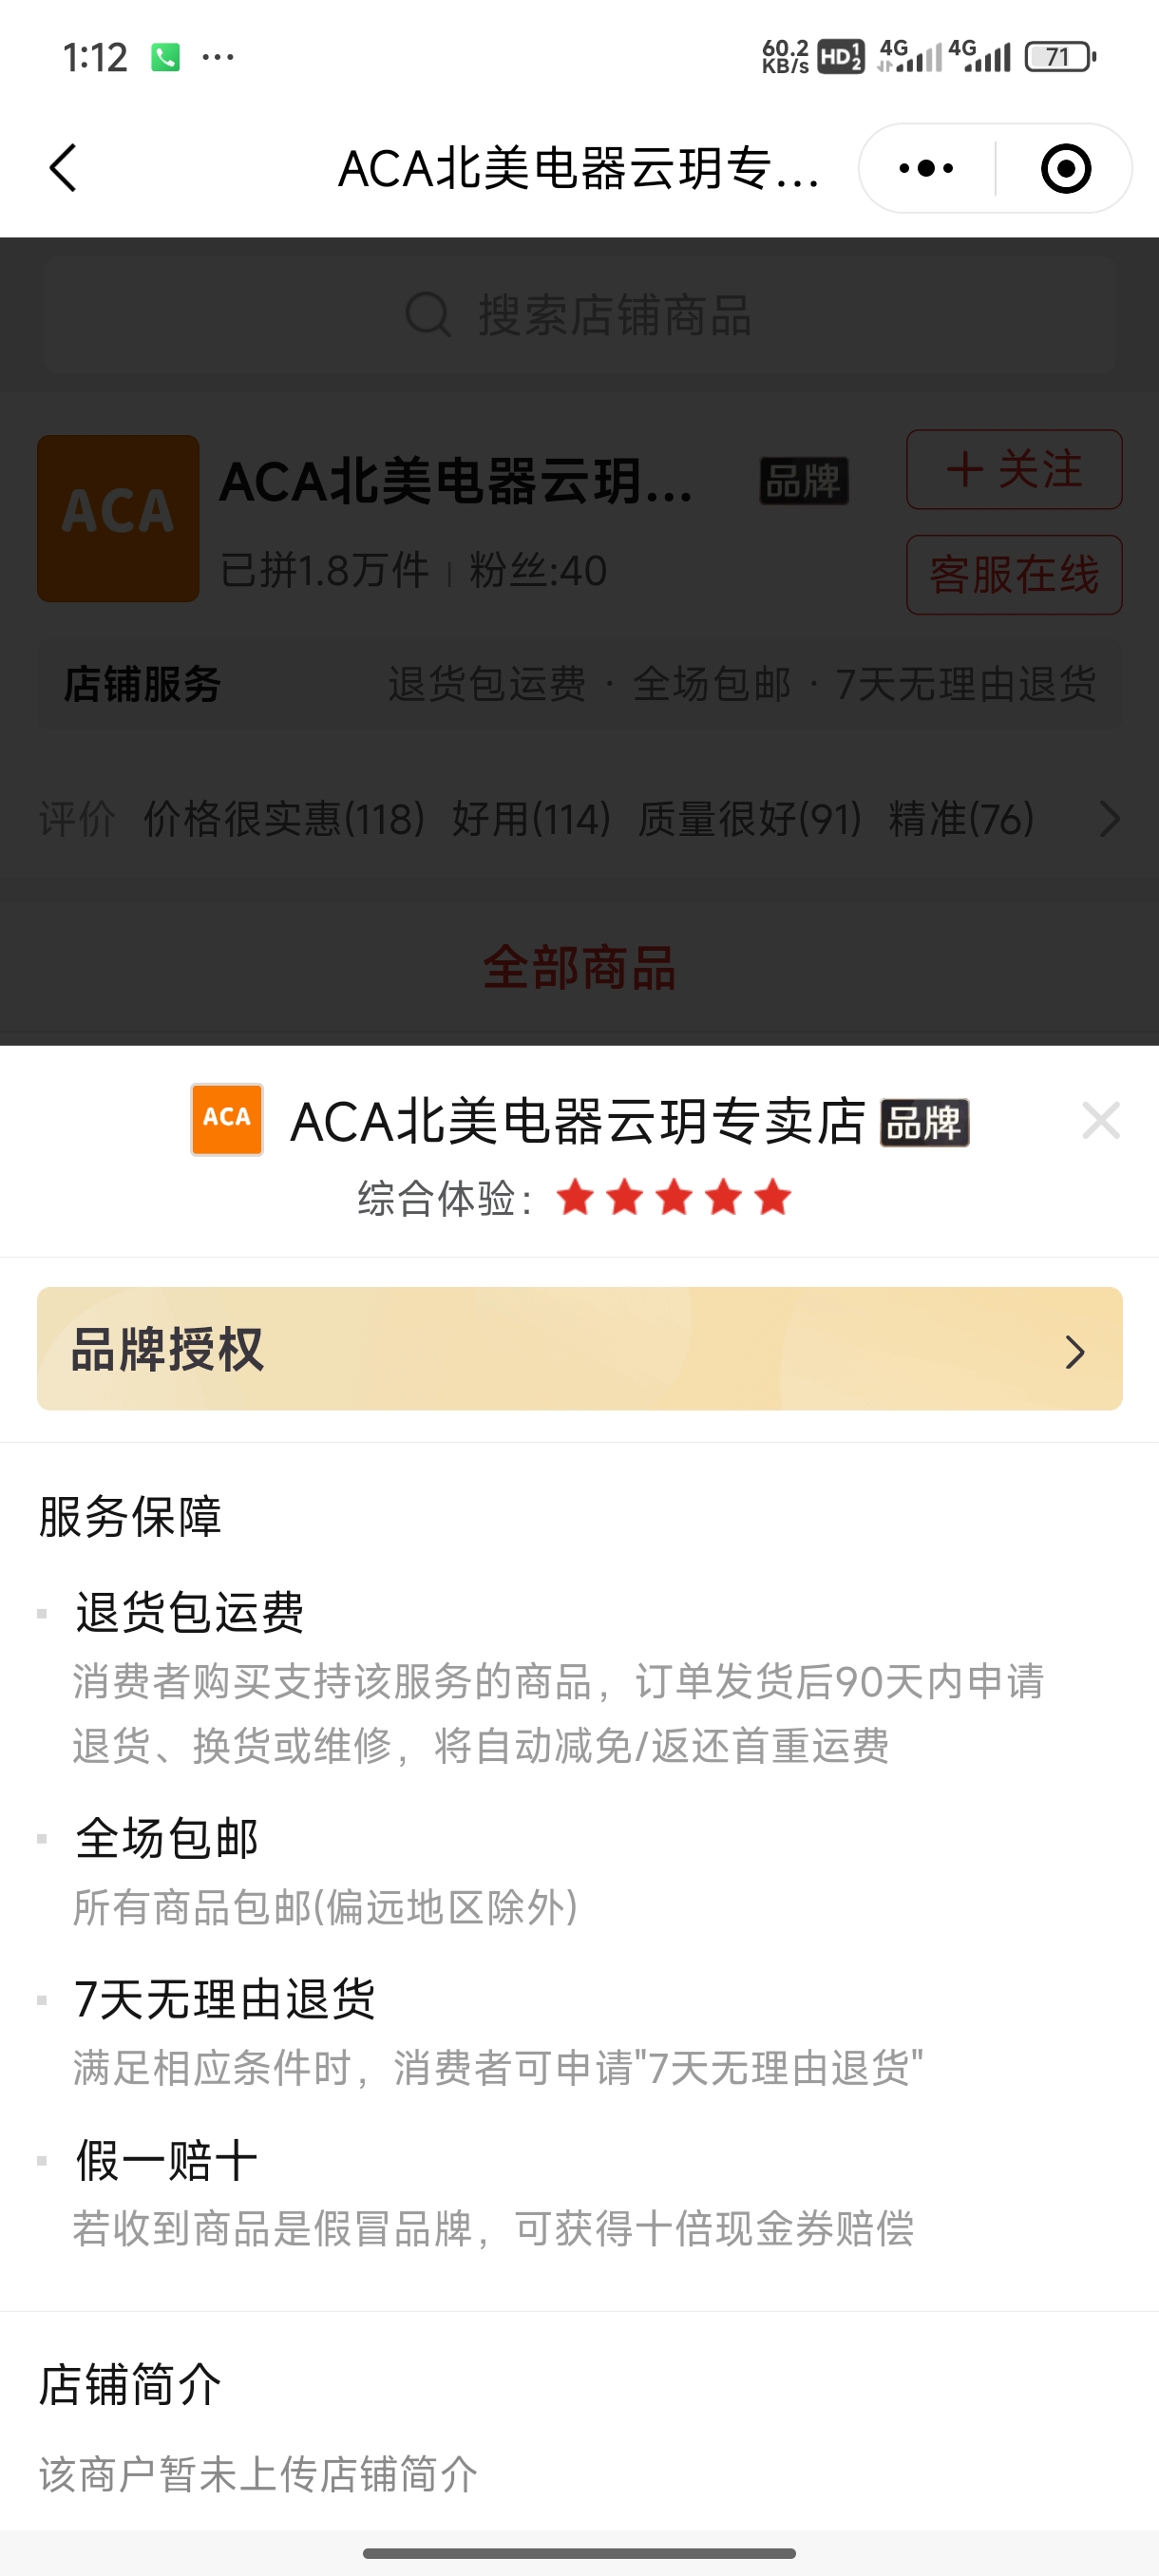 1:12
60.2 KB/s HD 1 2 4G 4G 71
ACA北美电器云玥专...
搜索店铺商品
ACA
ACA北美电器云玥... 品牌
+ 关注
已拼1.8万件 | 粉丝:40
客服在线
店铺服务 退货包运费 · 全场包邮 · 7天无理由退货
评价 价格很实惠(118) 好用(114) 质量很好(91) 精准(76)
全部商品
ACA ACA北美电器云玥专卖店 品牌
综合体验:
品牌授权
服务保障
退货包运费
消费者购买支持该服务的商品，订单发货后90天内申请
退货、换货或维修，将自动减免/返还首重运费
全场包邮
所有商品包邮(偏远地区除外)
7天无理由退货
满足相应条件时，消费者可申请"7天无理由退货"
假一赔十
若收到商品是假冒品牌，可获得十倍现金券赔偿
店铺简介
该商户暂未上传店铺简介